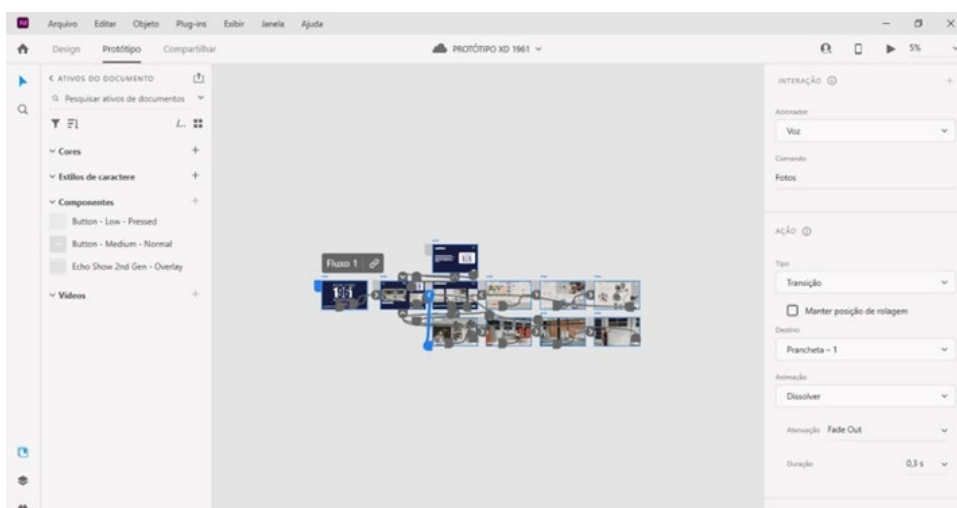 Xd Arquivo Editar Objeto Plug-ins Exibir Janela Ajuda
Design Protótipo Compartilhar PROTÓTIPO XD 1961 5%
ATIVOS DO DOCUMENTO
Pesquisar ativos de documentos
Cores
Estilos de caractere
Componentes
Button - Low - Pressed
Button - Medium - Normal
Echo Show 2nd Gen - Overlay
Vídeos
Fluxo 1
1961
INTERAÇÃO
Acionador
Voz
Comando
Fotos
AÇÃO
Tipo
Transição
Manter posição de rolagem
Destino
Prancheta – 1
Animação
Dissolver
Atenuação Fade Out
Duração 0,3 s